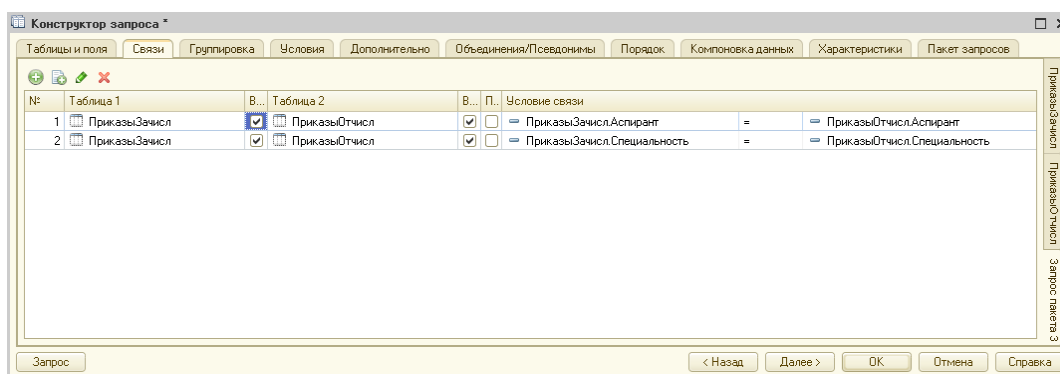 Конструктор запроса *
Таблицы и поля Связи Группировка Условия Дополнительно Объединения/Псевдонимы Порядок Компоновка данных Характеристики Пакет запросов
№ Таблица 1 В... Таблица 2 В... П.. Условие связи
1 ПриказыЗачисл ПриказыОтчисл ПриказыЗачисл.Аспирант = ПриказыОтчисл.Аспирант
2 ПриказыЗачисл ПриказыОтчисл ПриказыЗачисл.Специальность = ПриказыОтчисл.Специальность
ПриказыЗачисл
ПриказыОтчисл
Запрос пакета 3
Запрос < Назад Далее > OK Отмена Справка